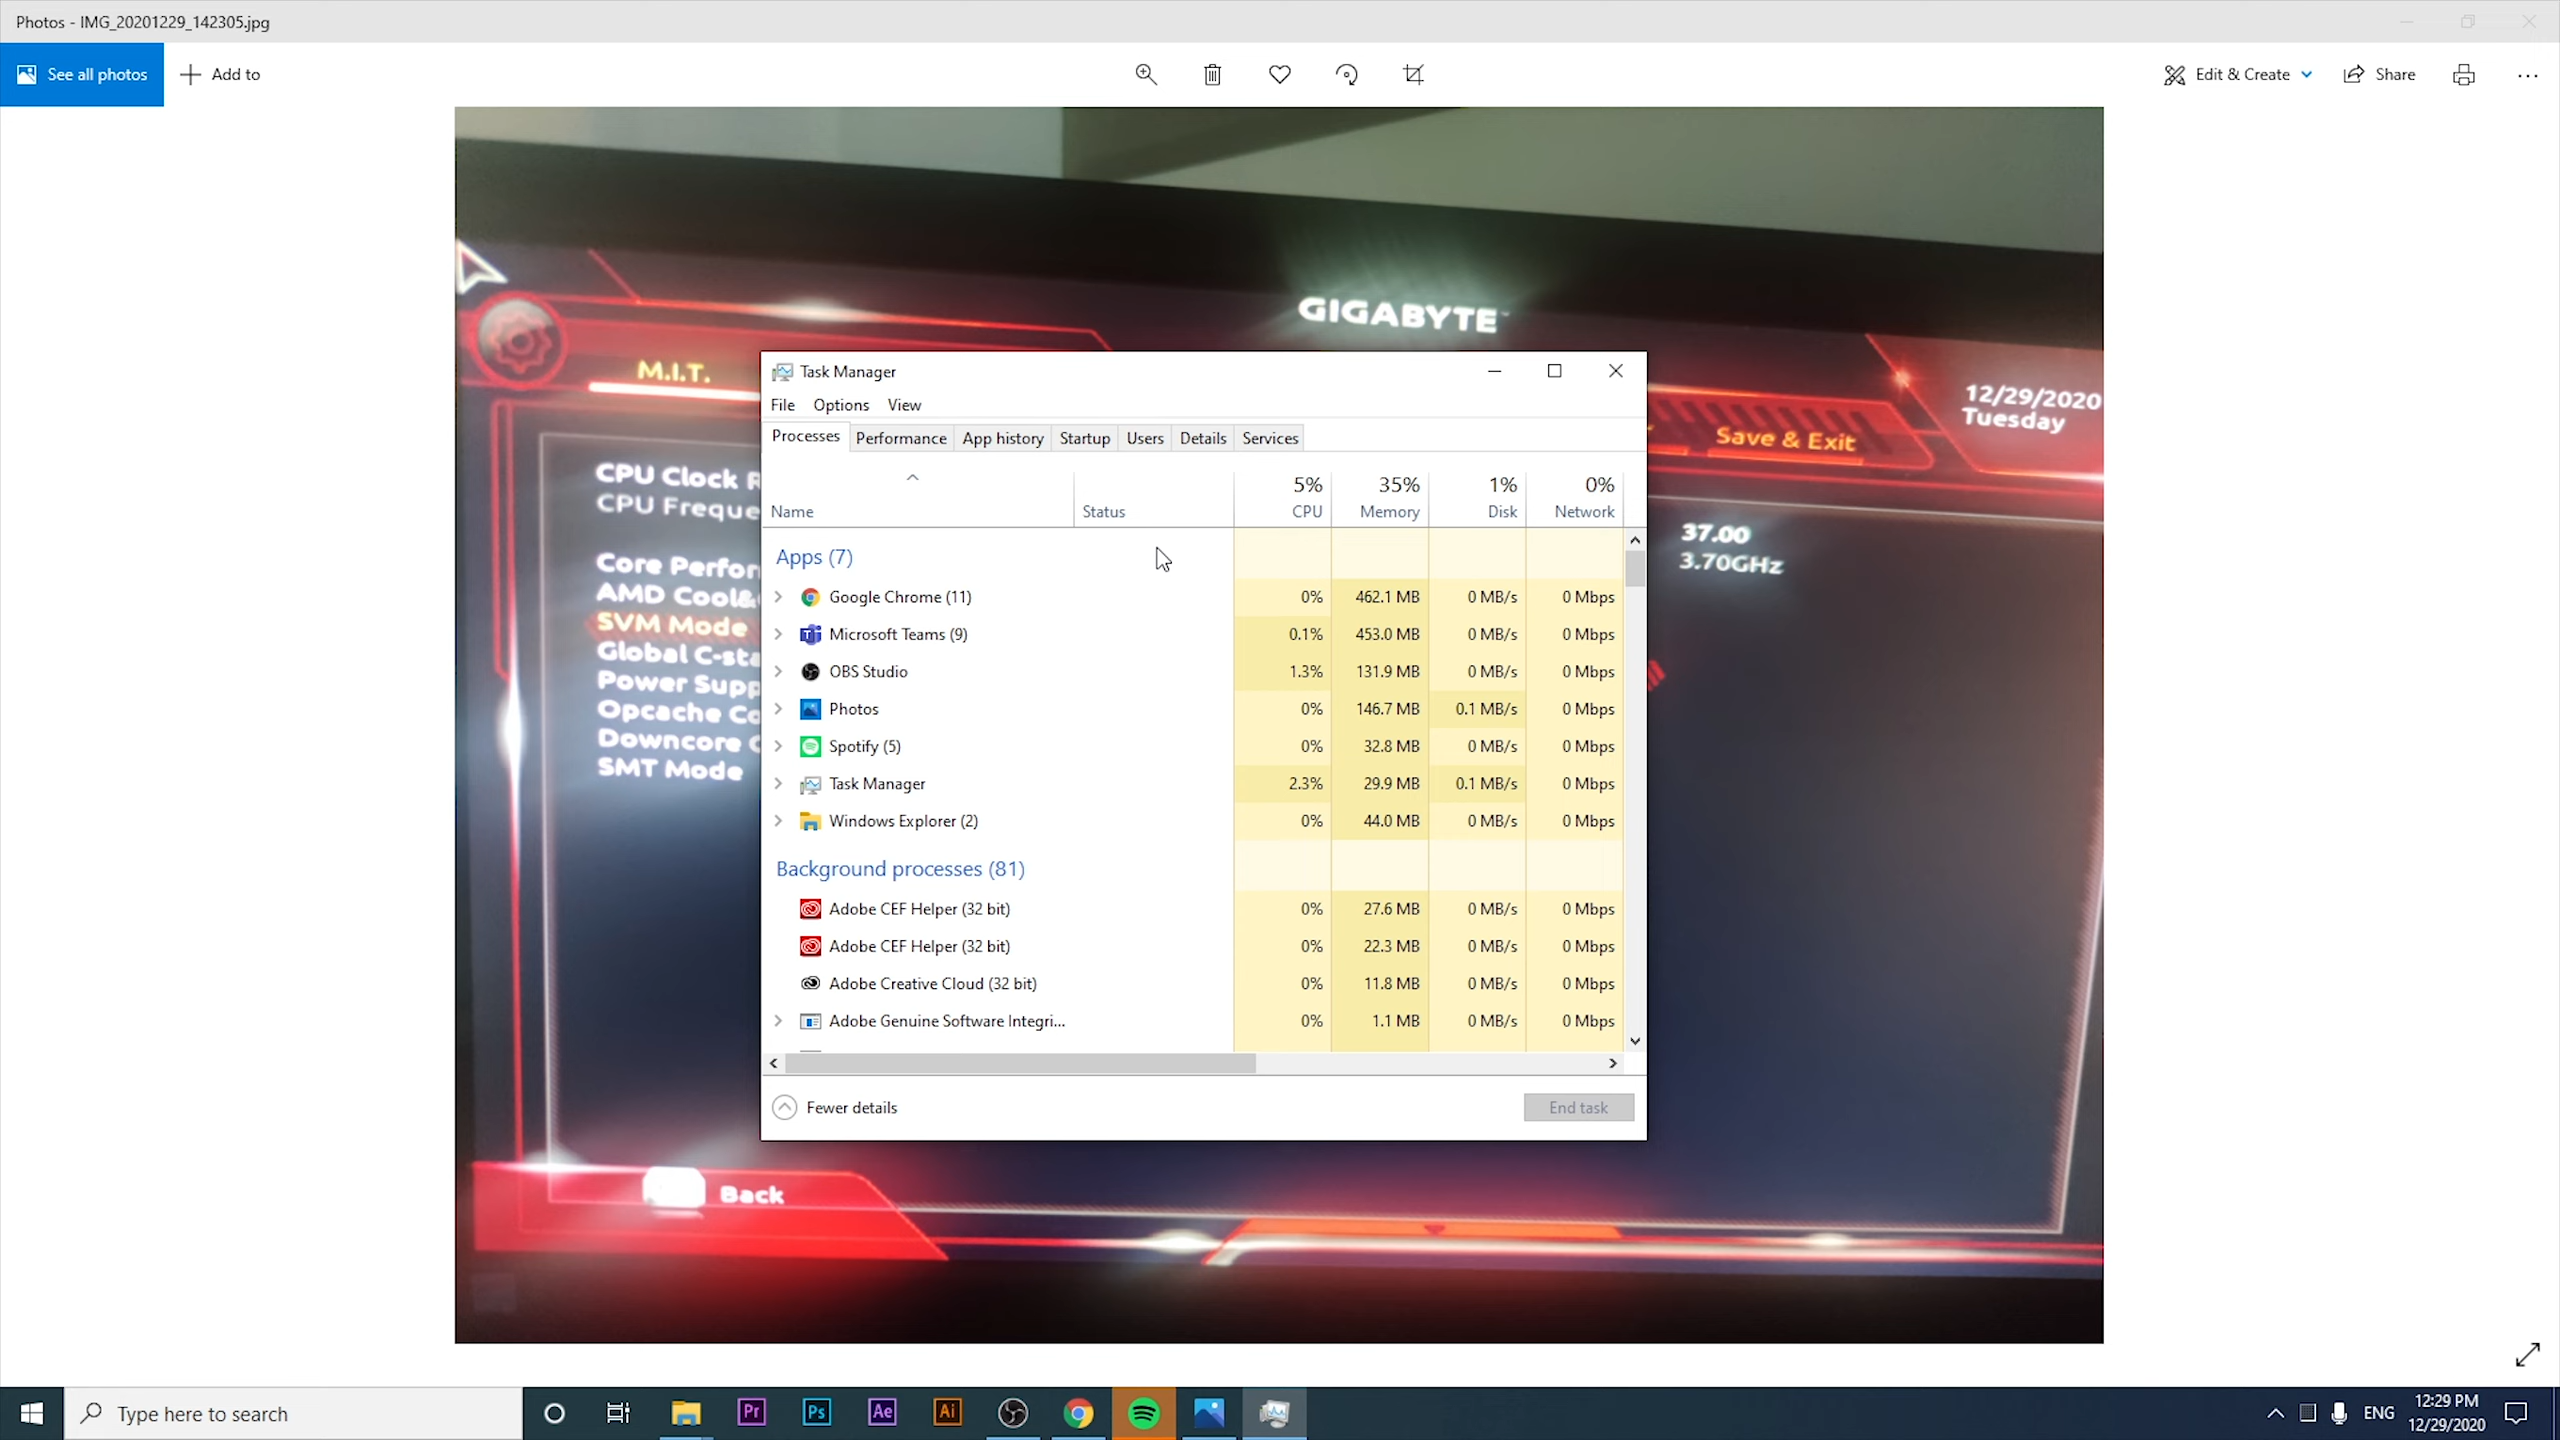 Photos - IMG_20201229_142305.jpg
See all photos
Add to
Edit & Create
Share
GIGABYTE
M.I.T.
12/29/2020
Tuesday
Save & Exit
CPU Clock
CPU
37.00
3.70GHz
Core
AMD
SVM Mode
Global
Power
Opcache
Downcore
SMT Mode
Back
Task Manager
File Options View
Processes Performance App history Startup Users Details Services
5% 35% 1% 0%
Name Status CPU Memory Disk Network
Apps (7)
Google Chrome (11) 0% 462.1 MB 0 MB/s 0 Mbps
Microsoft Teams (9) 0.1% 453.0 MB 0 MB/s 0 Mbps
OBS Studio 1.3% 131.9 MB 0 MB/s 0 Mbps
Photos 0% 146.7 MB 0.1 MB/s 0 Mbps
Spotify (5) 0% 32.8 MB 0 MB/s 0 Mbps
Task Manager 2.3% 29.9 MB 0.1 MB/s 0 Mbps
Windows Explorer (2) 0% 44.0 MB 0 MB/s 0 Mbps
Background processes (81)
Adobe CEF Helper (32 bit) 0% 27.6 MB 0 MB/s 0 Mbps
Adobe CEF Helper (32 bit) 0% 22.3 MB 0 MB/s 0 Mbps
Adobe Creative Cloud (32 bit) 0% 11.8 MB 0 MB/s 0 Mbps
Adobe Genuine Software Integri... 0% 1.1 MB 0 MB/s 0 Mbps
Fewer details
End task
Type here to search
Pr
Ps
Ae
Ai
ENG
12:29 PM
12/29/2020